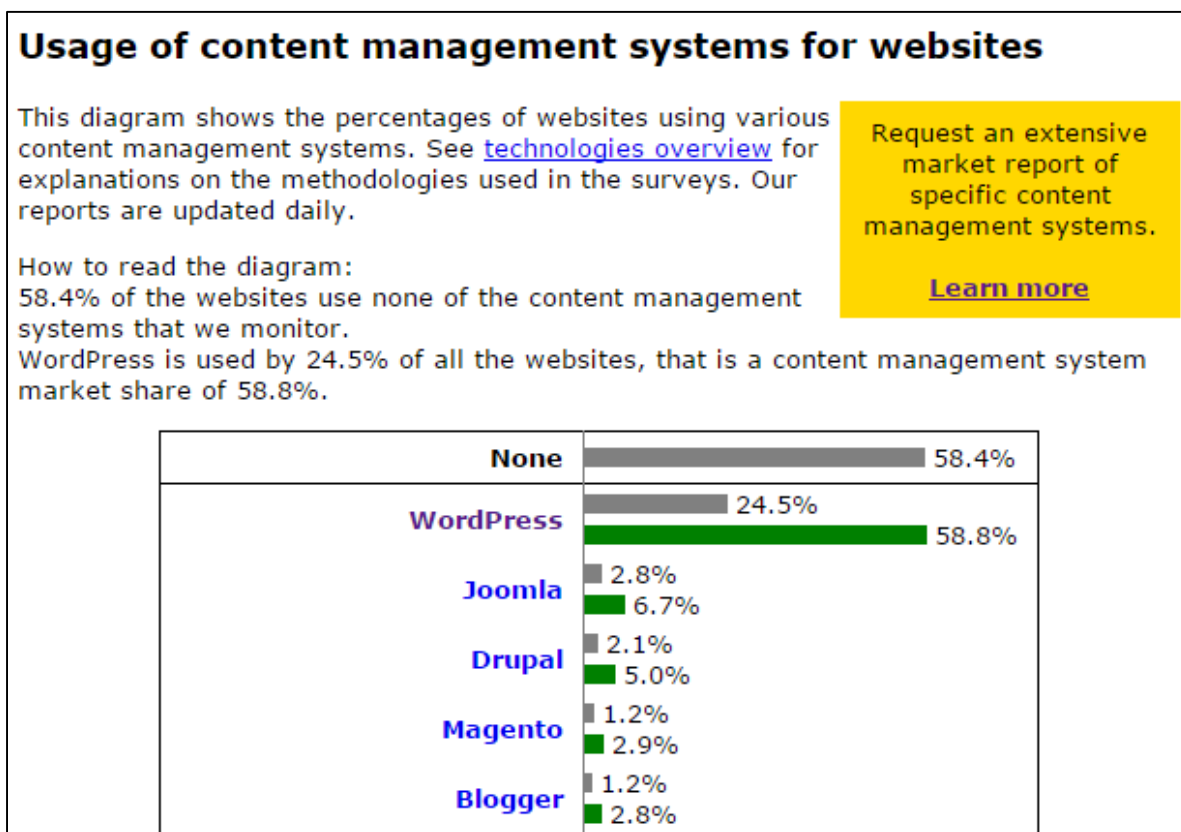 Usage of content management systems for websites
This diagram shows the percentages of websites using various
content management systems. See technologies overview for
explanations on the methodologies used in the surveys. Our
reports are updated daily.
Request an extensive
market report of
specific content
management systems.
Learn more
How to read the diagram:
58.4% of the websites use none of the content management
systems that we monitor.
WordPress is used by 24.5% of all the websites, that is a content management system
market share of 58.8%.
None 58.4%
WordPress 24.5%
58.8%
Joomla 2.8%
6.7%
Drupal 2.1%
5.0%
Magento 1.2%
2.9%
Blogger 1.2%
2.8%